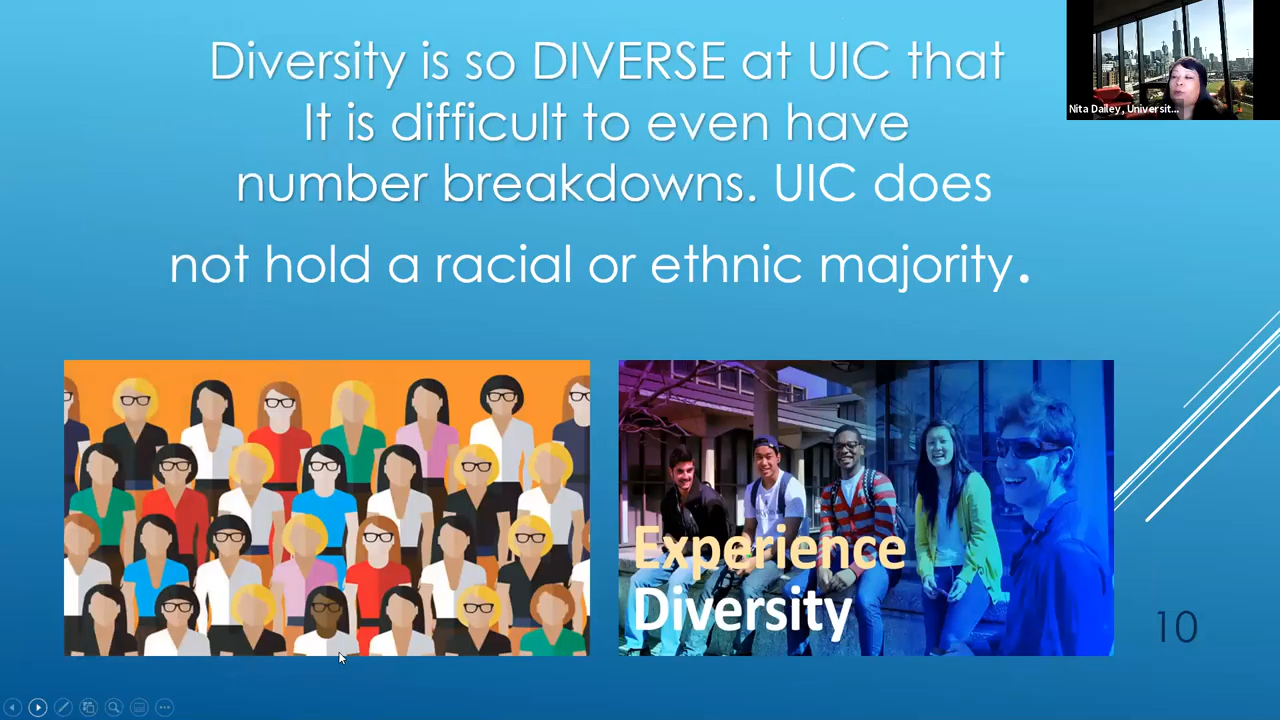 Diversity is so DIVERSE at UIC that
It is difficult to even have
number breakdowns. UIC does
not hold a racial or ethnic majority.
Nita Dailey, Universit...
Experience
Diversity
10